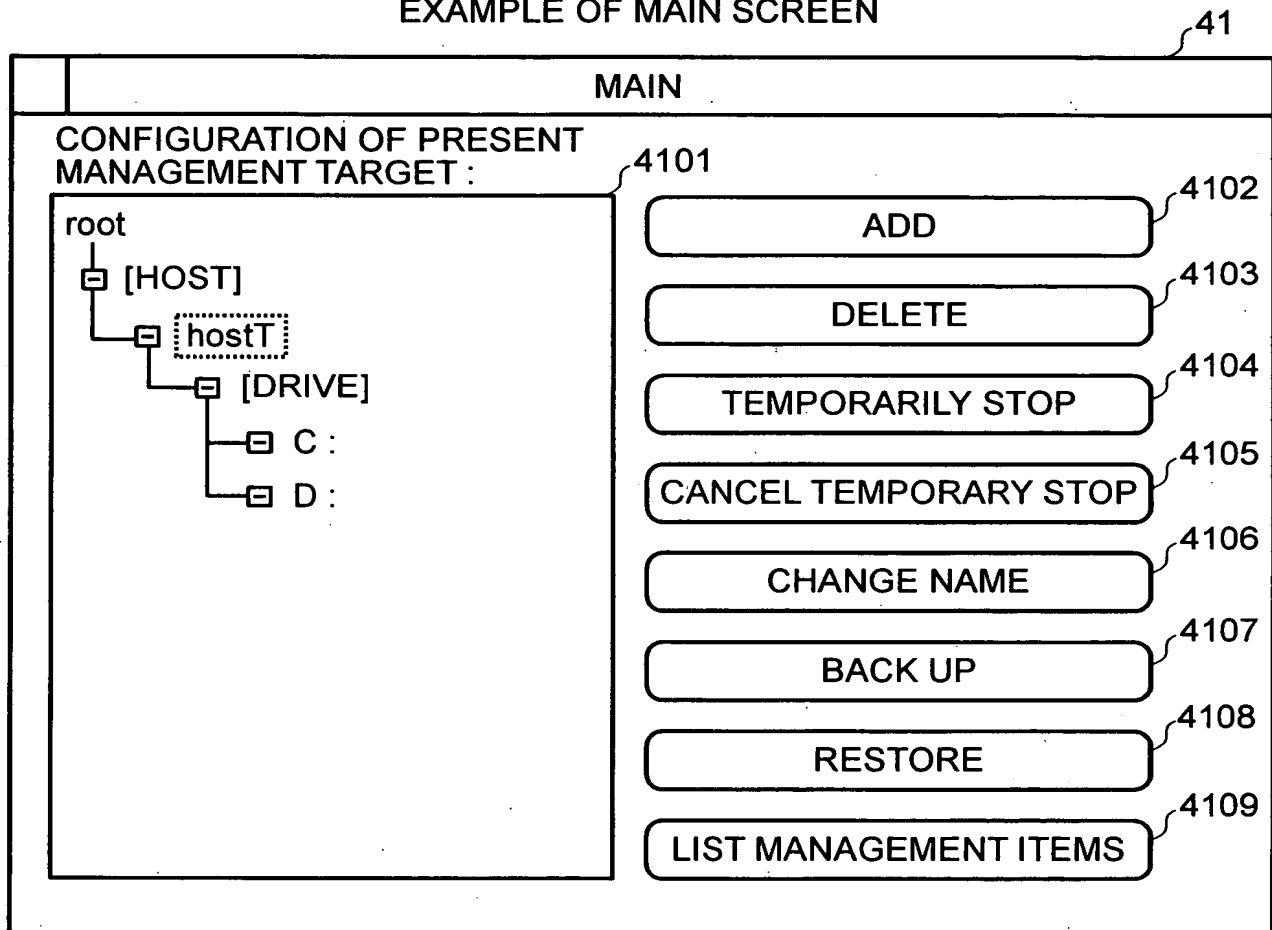 EXAMPLE OF MAIN SCREEN
41
MAIN
CONFIGURATION OF PRESENT
MANAGEMENT TARGET :
4101
root
[HOST]
hostT
[DRIVE]
C :
D :
4102
ADD
4103
DELETE
4104
TEMPORARILY STOP
4105
CANCEL TEMPORARY STOP
4106
CHANGE NAME
4107
BACK UP
4108
RESTORE
4109
LIST MANAGEMENT ITEMS